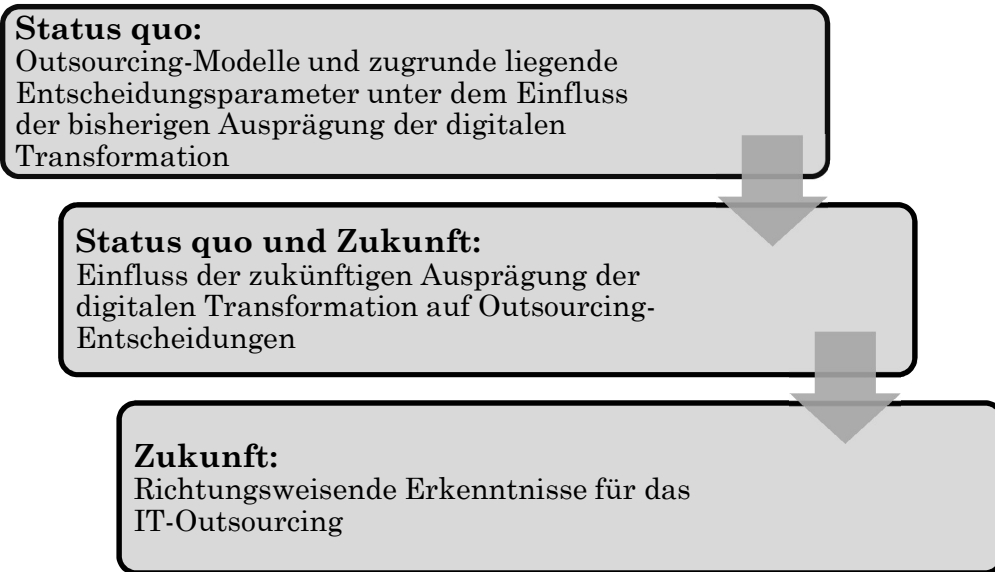 Status quo:
Outsourcing-Modelle und zugrunde liegende
Entscheidungsparameter unter dem Einfluss
der bisherigen Ausprägung der digitalen
Transformation
Status quo und Zukunft:
Einfluss der zukünftigen Ausprägung der
digitalen Transformation auf Outsourcing-
Entscheidungen
Zukunft:
Richtungsweisende Erkenntnisse für das
IT-Outsourcing